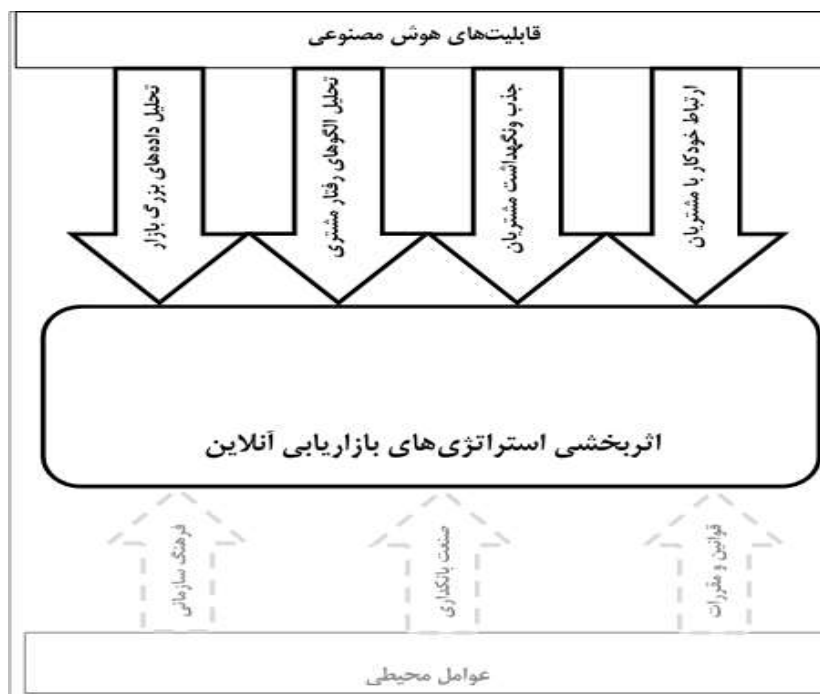 قابلیت‌های هوش مصنوعی
ارتباط خودکار با مشتریان
جذب ونگهداشت مشتریان
تحلیل الگوهای رفتار مشتری
تحلیل داده‌های بزرگ بازار
اثربخشی استراتژی‌های بازاریابی آنلاین
قوانین و مقررات
صنعت بانکداری
فرهنگ سازمانی
عوامل محیطی